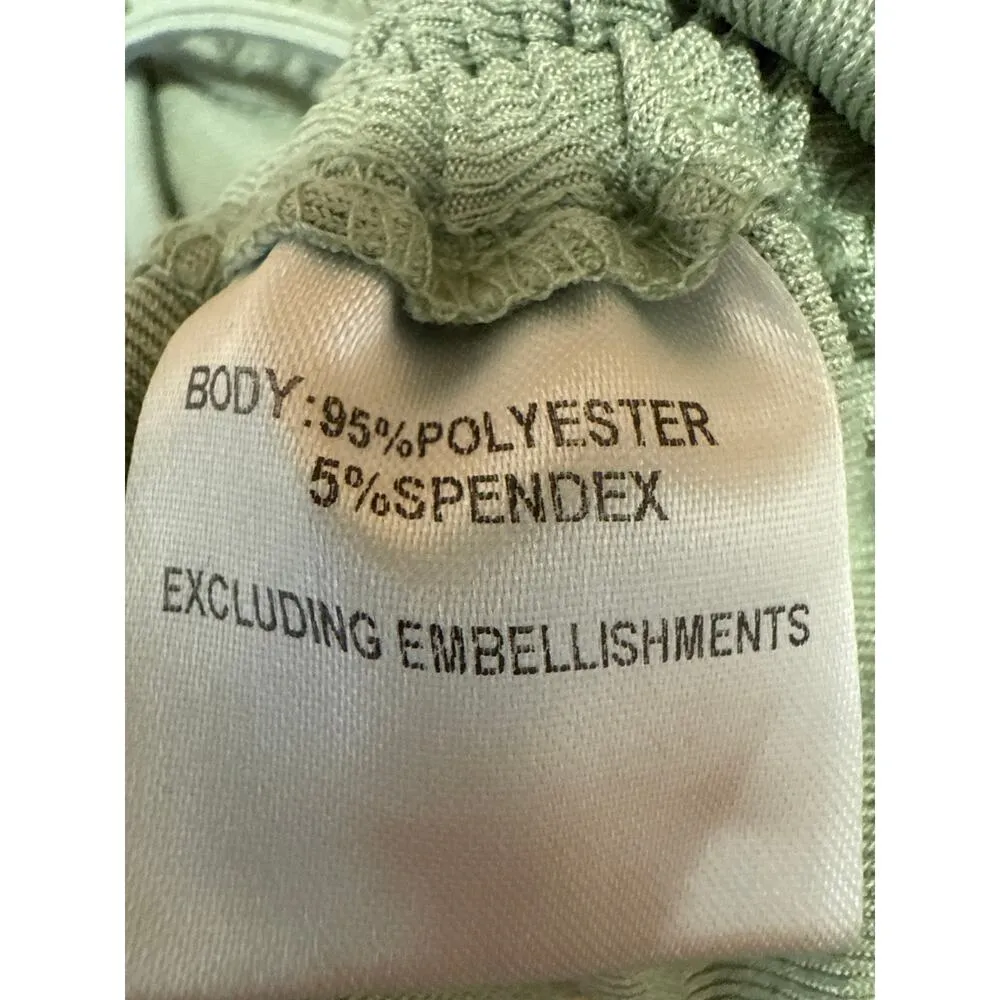 BODY:95%POLYESTER
5%SPENDEX
EXCLUDING EMBELLISHMENTS